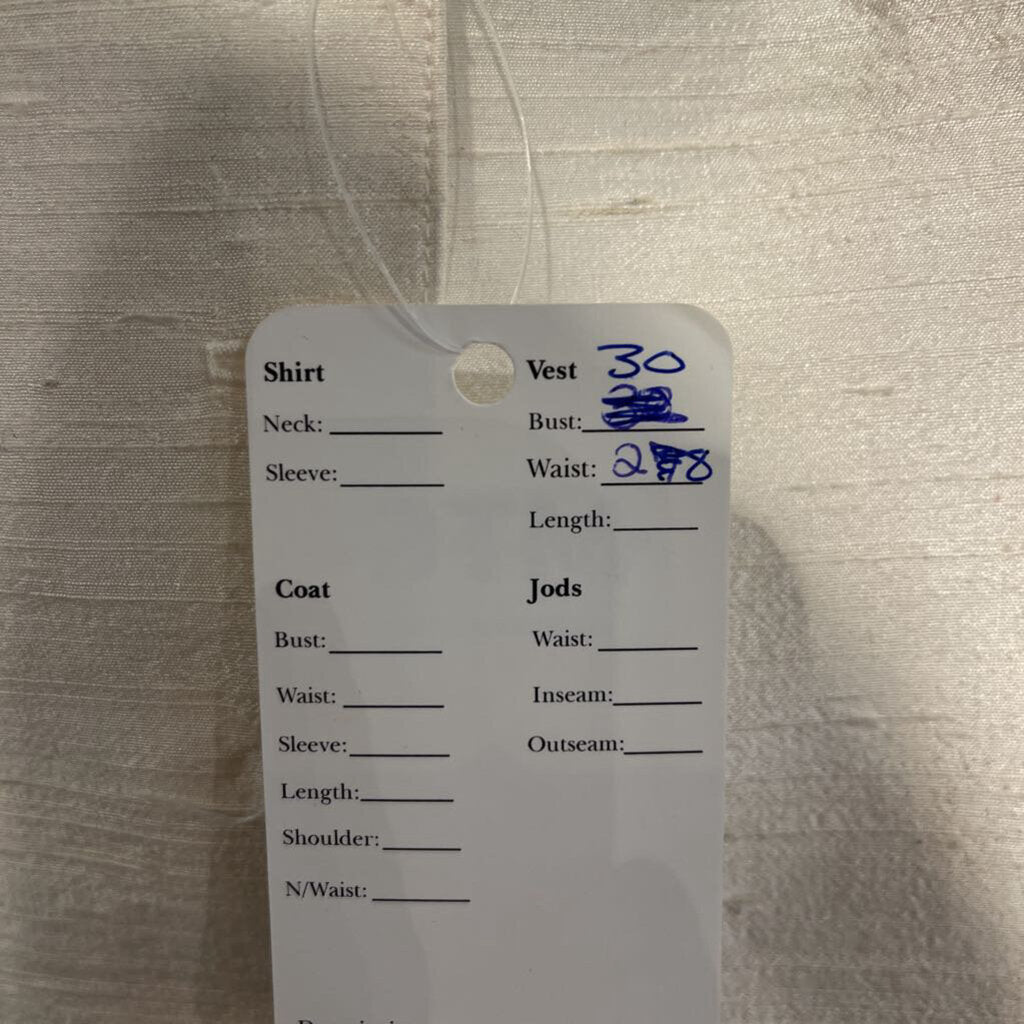 Shirt
Neck:
Sleeve:
Vest 30
Bust:
Waist: 28
Length:
Coat
Bust:
Waist:
Sleeve:
Length:
Shoulder:
N/Waist:
Jods
Waist:
Inseam:
Outseam: